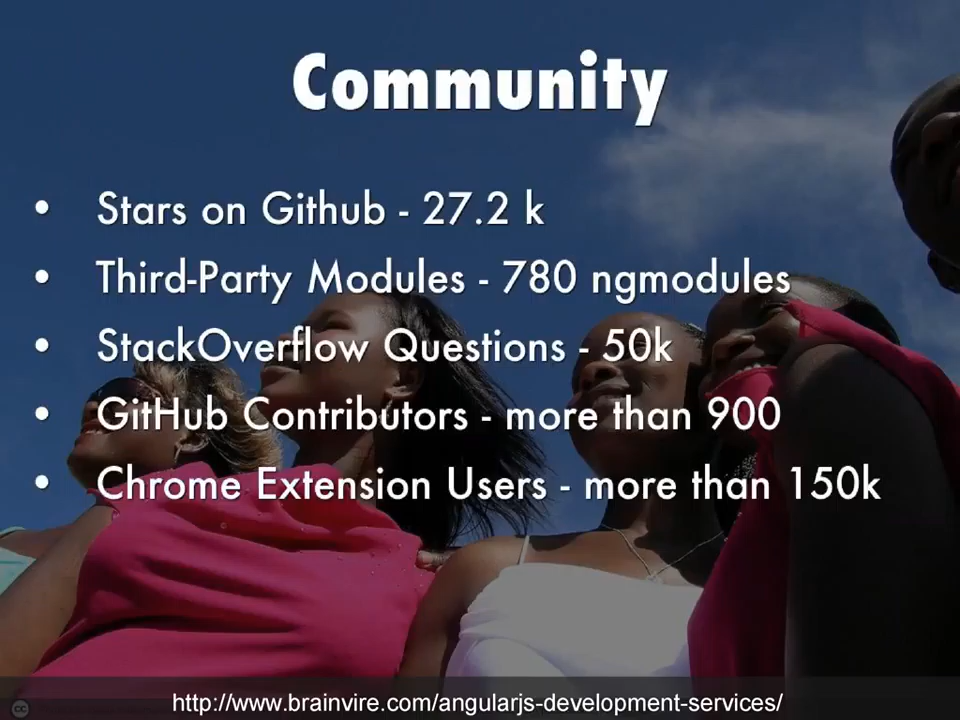 Community
• Stars on Github - 27.2 k
• Third-Party Modules - 780 ngmodules
• StackOverflow Questions - 50k
• GitHub Contributors - more than 900
• Chrome Extension Users - more than 150k
cc
http://www.brainvire.com/angularjs-development-services/